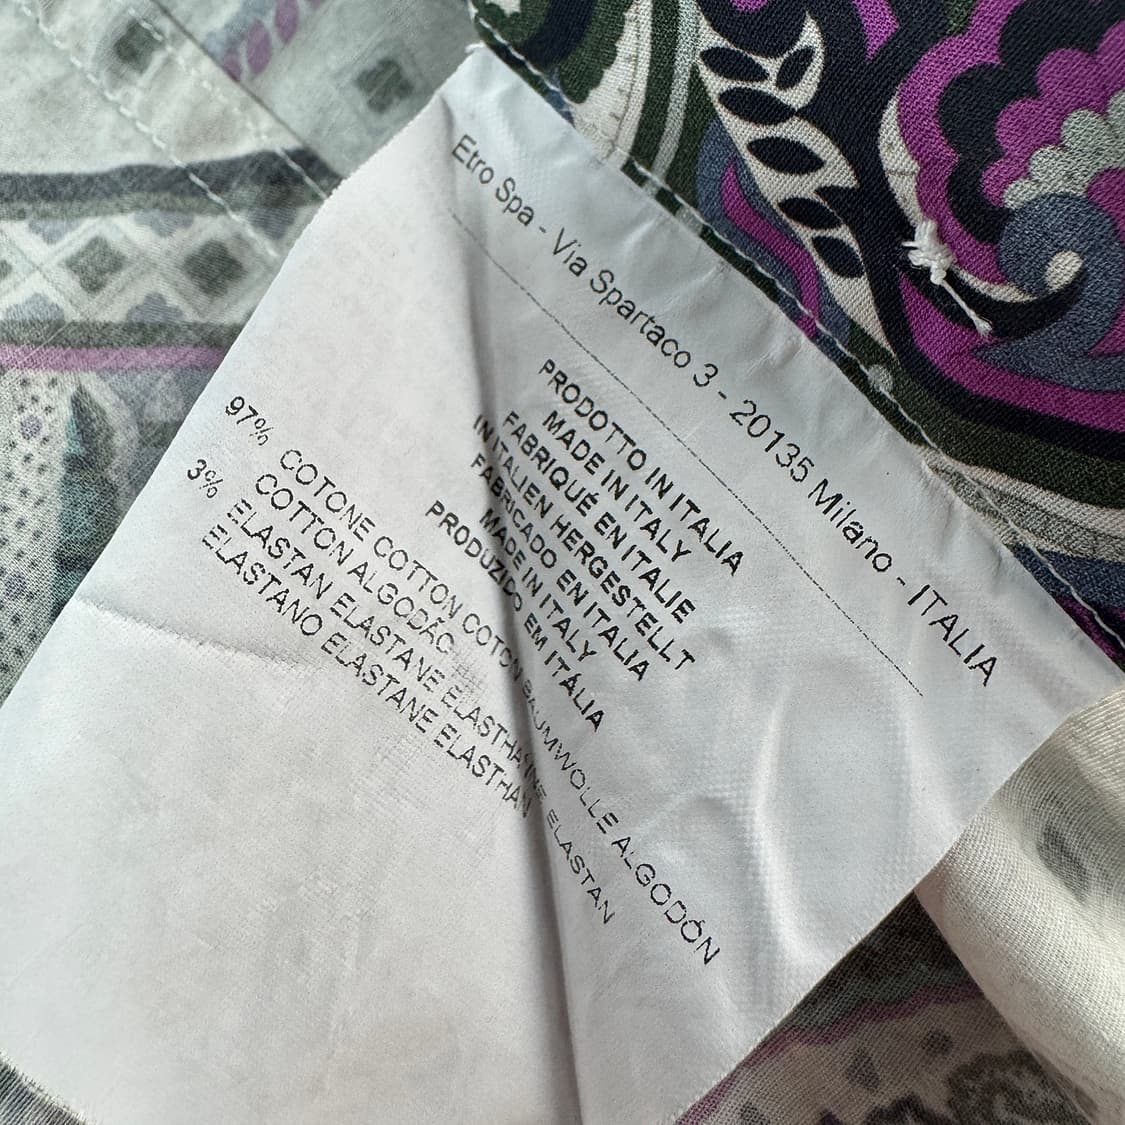 Etro Spa - Via Spartaco 3 - 20135 Milano - ITALIA
PRODOTTO IN ITALIA
MADE IN ITALY
FABRIQUÉ EN ITALIE
IN ITALIEN HERGESTELLT
FABRICADO EN ITALIA
MADE IN ITALY
PRODUZIDO EM ITÁLIA
97% COTONE COTTON COTON BAUMWOLLE ALGODÓN
COTTON ALGODÁC
3% ELASTAN ELASTANE ELASTHANNE ELASTAN
ELASTANO ELASTANE ELASTHAN